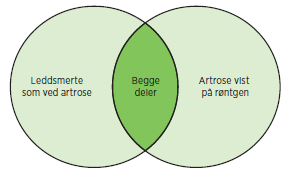 Leddsmerte
som ved artrose
Begge
deler
Artrose vist
på røntgen